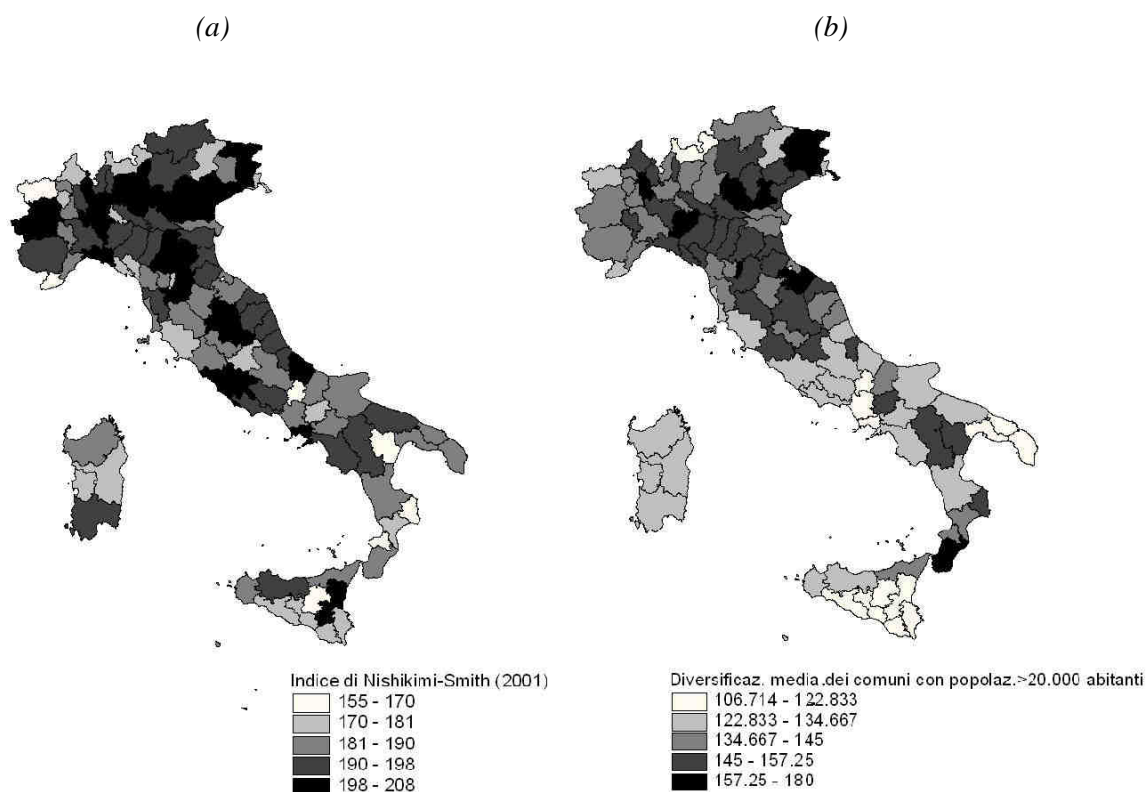 (a)
(b)
Indice di Nishikimi-Smith (2001)
155 - 170
170 - 181
181 - 190
190 - 198
198 - 208
Diversificaz. media.dei comuni con popolaz.>20.000 abitanti
106.714 - 122.833
122.833 - 134.667
134.667 - 145
145 - 157.25
157.25 - 180